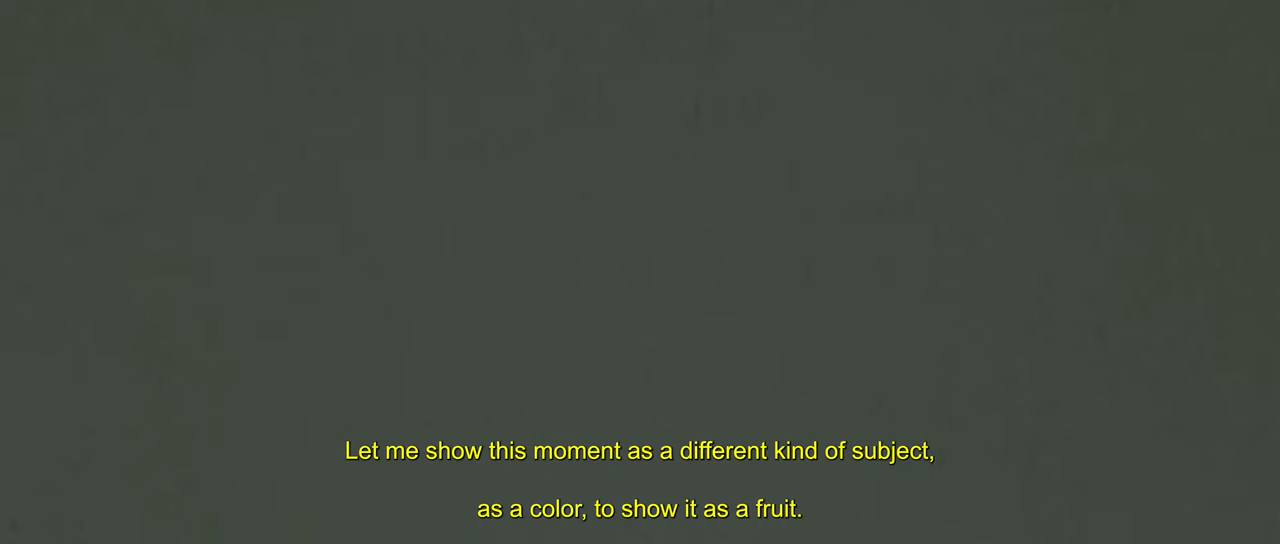 Let me show this moment as a different kind of subject,
as a color, to show it as a fruit.